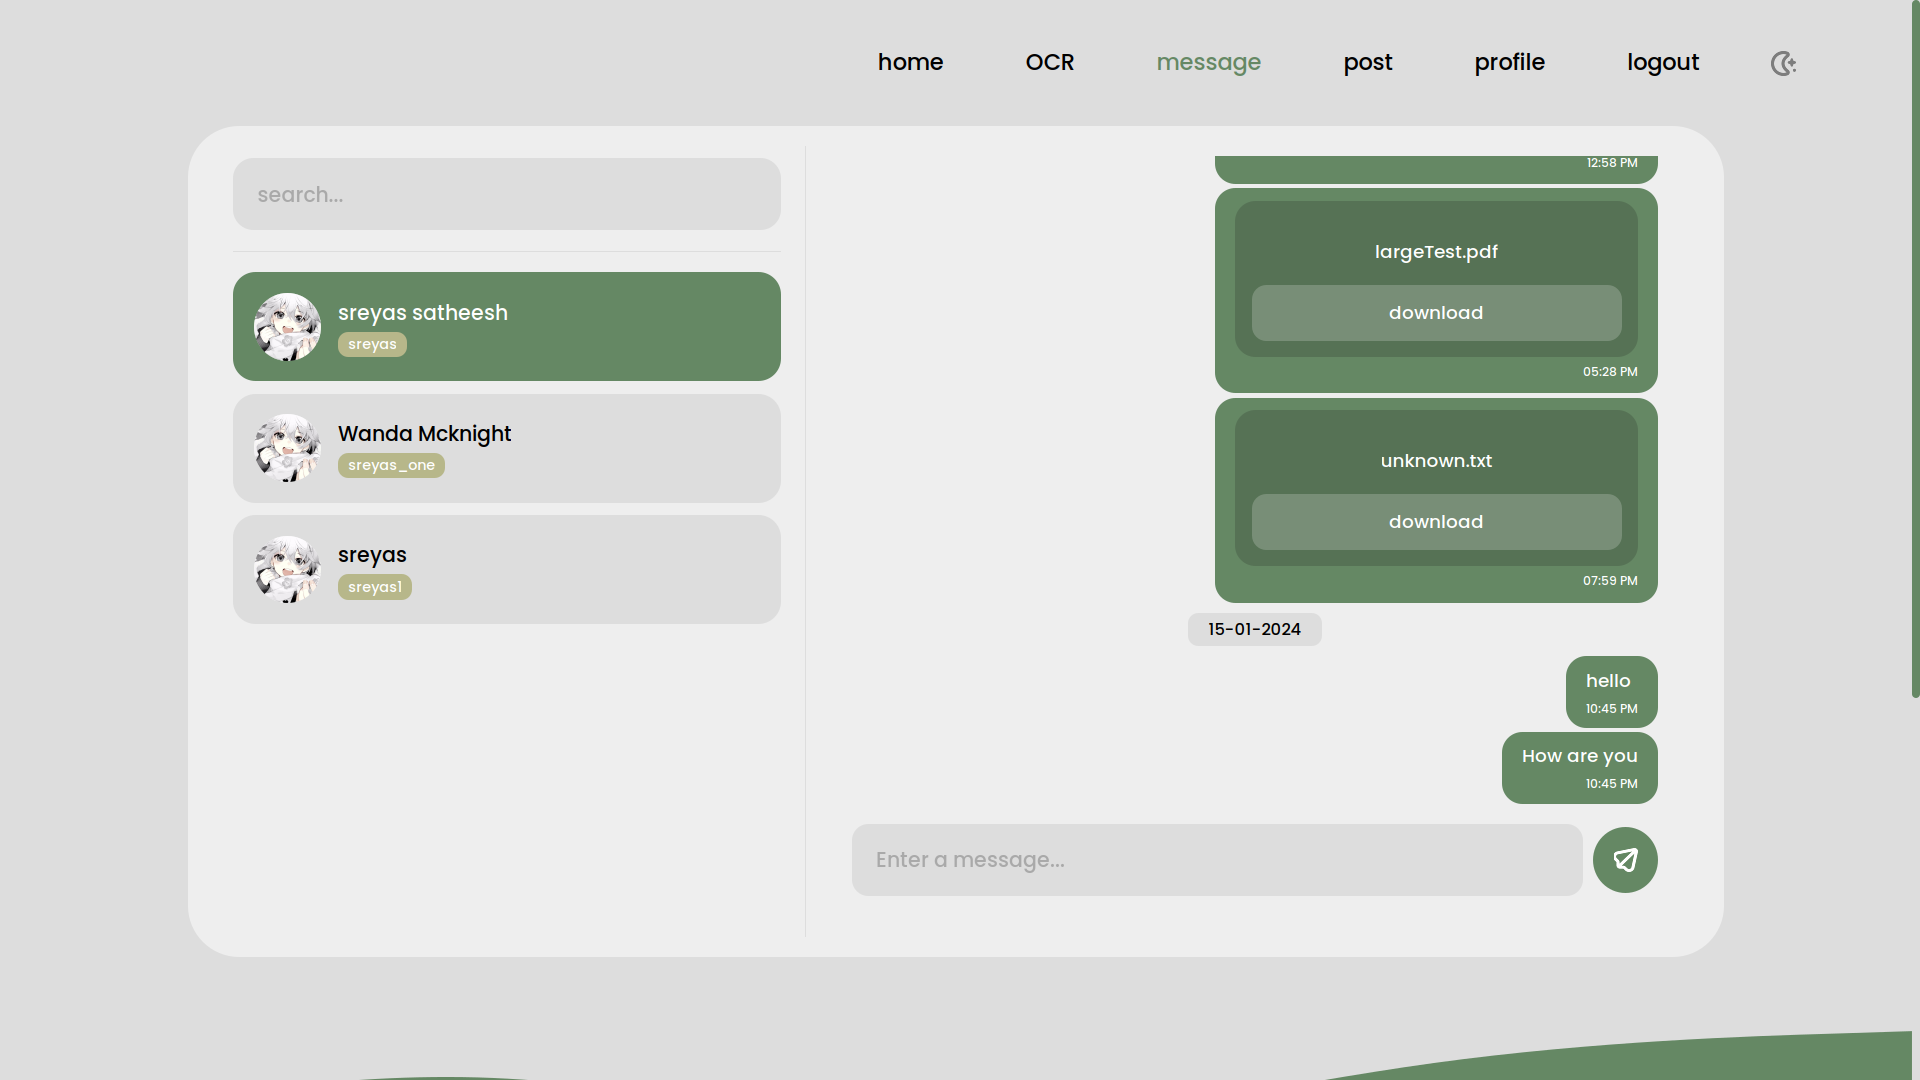 home OCR message post profile logout
search...
sreyas satheesh
sreyas
Wanda Mcknight
sreyas_one
sreyas
sreyas1
12:58 PM
largeTest.pdf
download
05:28 PM
unknown.txt
download
07:59 PM
15-01-2024
hello
10:45 PM
How are you
10:45 PM
Enter a message...